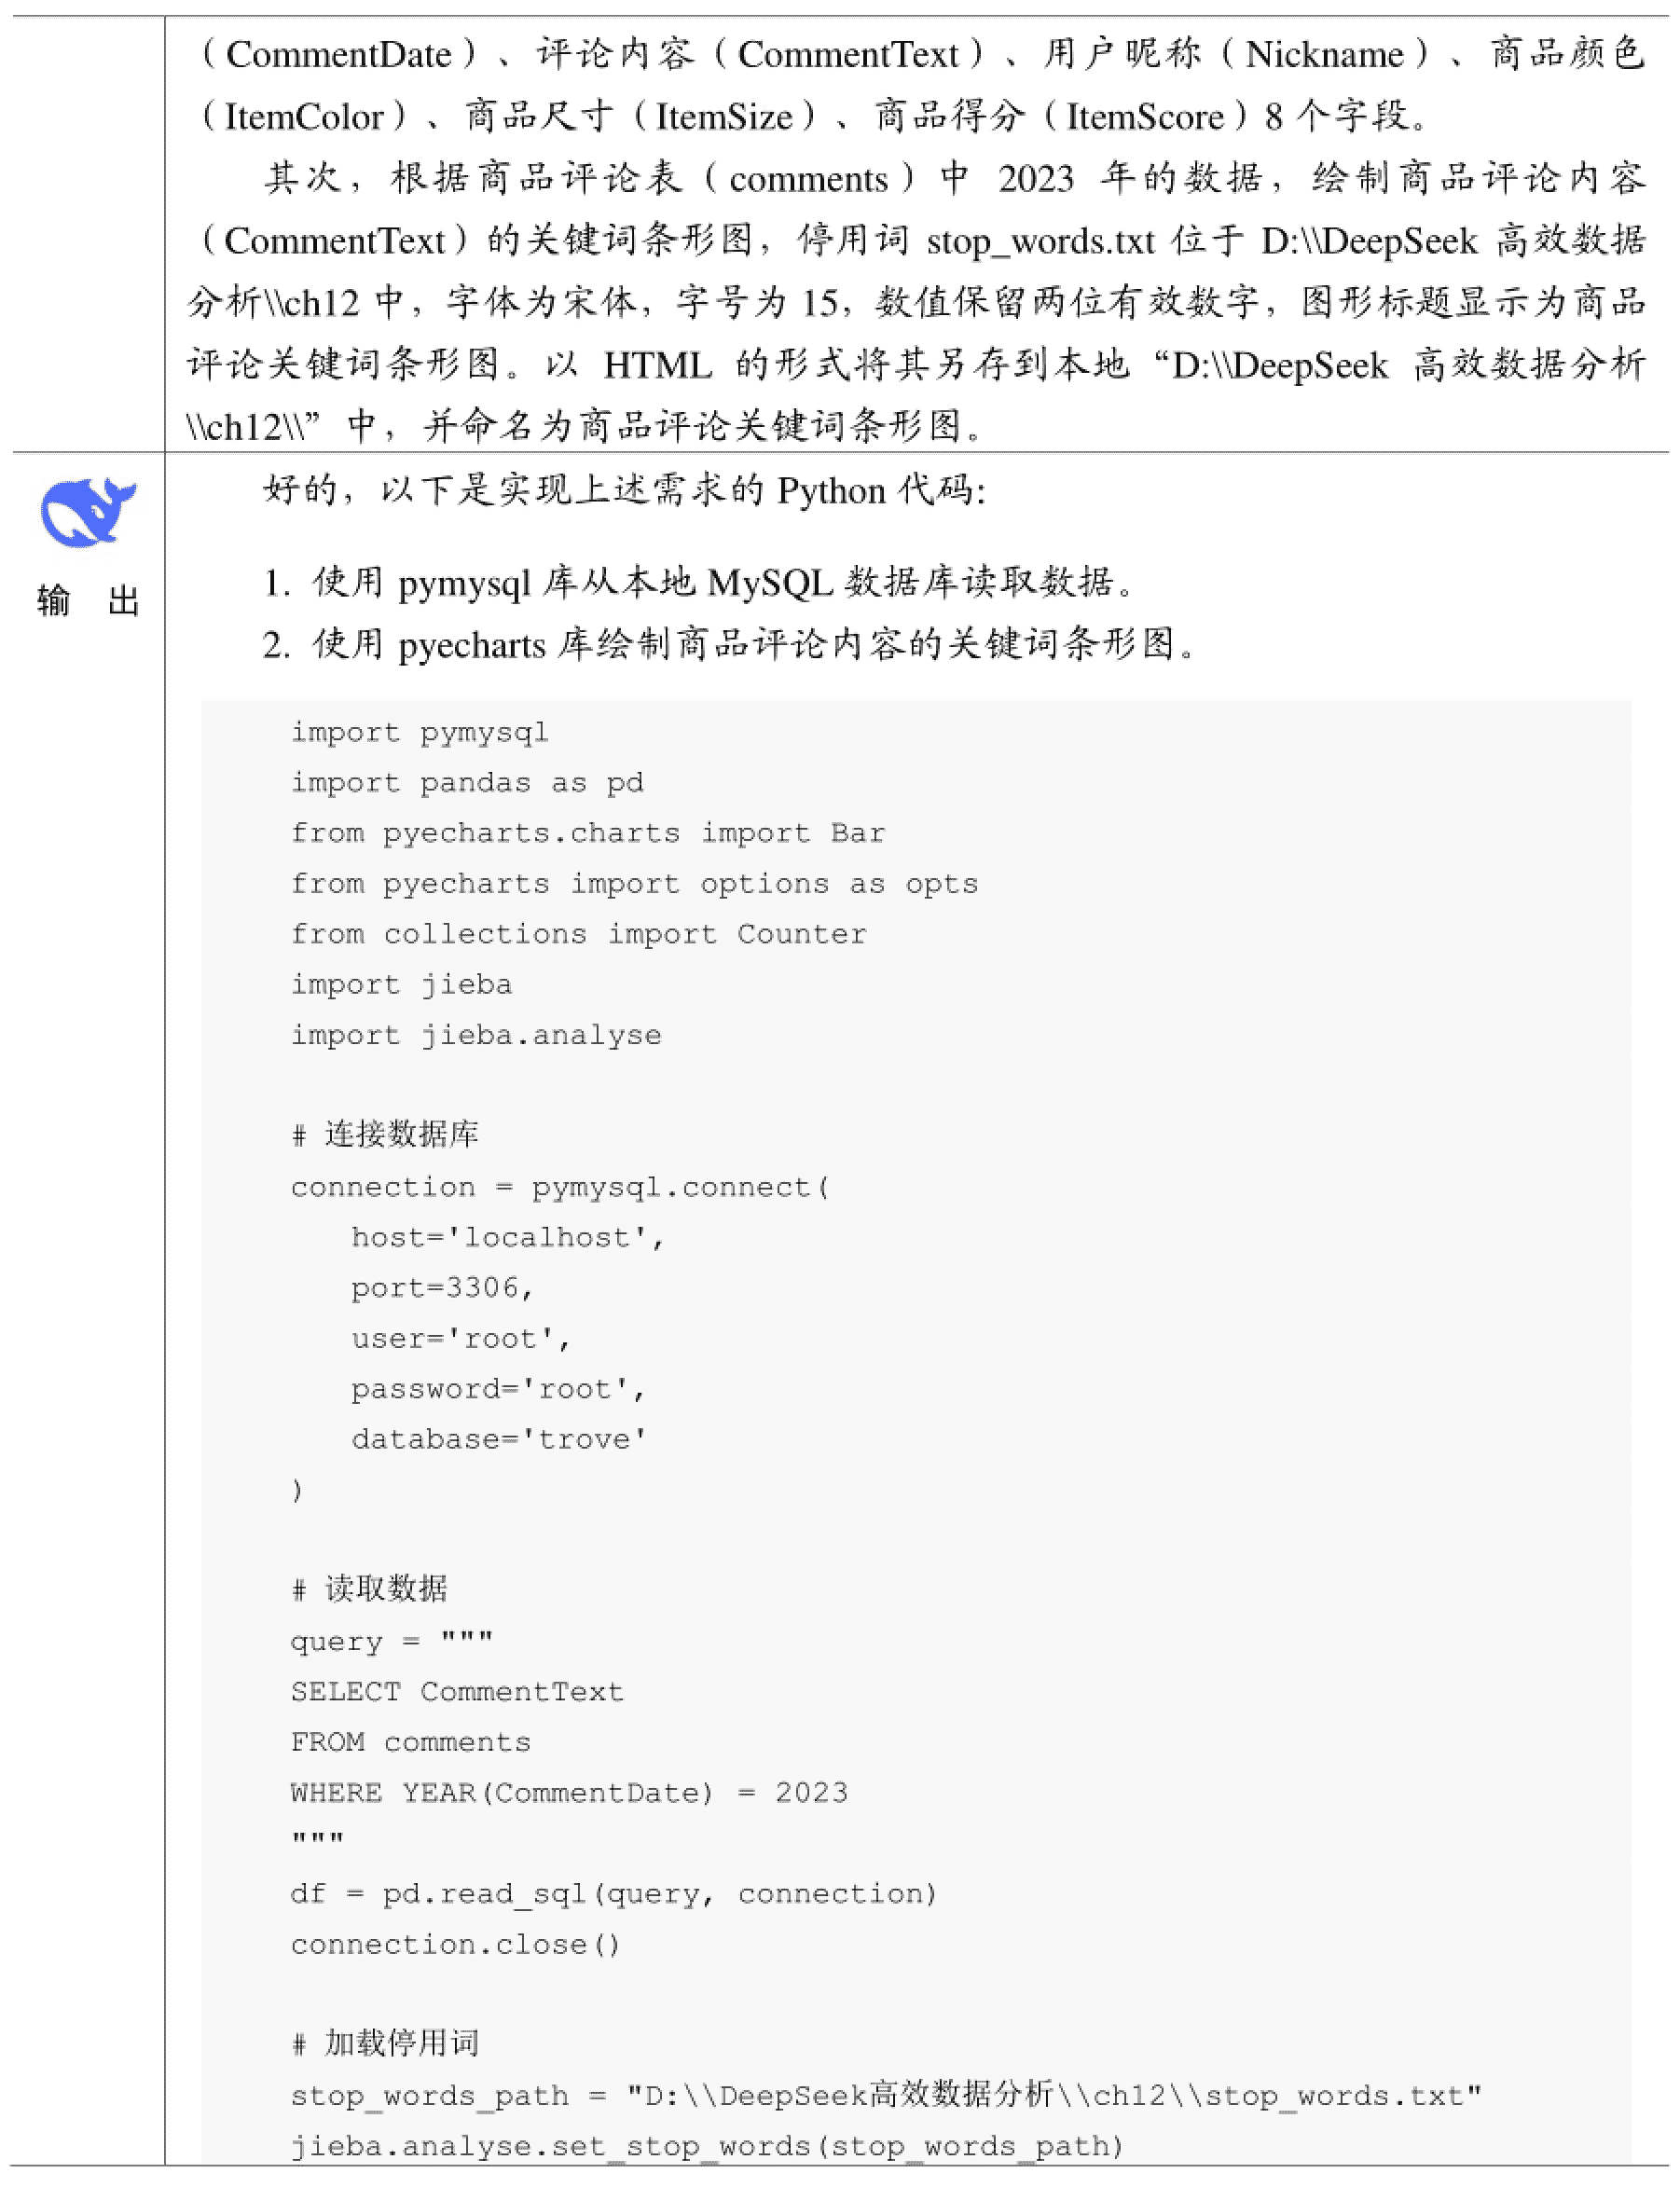 （CommentDate）、评论内容（CommentText）、用户昵称（Nickname）、商品颜色
（ItemColor）、商品尺寸（ItemSize）、商品得分（ItemScore）8 个字段。
其次，根据商品评论表（comments）中 2023 年的数据，绘制商品评论内容
（CommentText）的关键词条形图，停用词 stop_words.txt 位于 D:\\DeepSeek 高效数据
分析\\ch12 中，字体为宋体，字号为 15，数值保留两位有效数字，图形标题显示为商品
评论关键词条形图。以 HTML 的形式将其另存到本地“D:\\DeepSeek 高效数据分析
\\ch12\\”中，并命名为商品评论关键词条形图。
输 出
好的，以下是实现上述需求的 Python 代码:
1. 使用 pymysql 库从本地 MySQL 数据库读取数据。
2. 使用 pyecharts 库绘制商品评论内容的关键词条形图。
import pymysql
import pandas as pd
from pyecharts.charts import Bar
from pyecharts import options as opts
from collections import Counter
import jieba
import jieba.analyse
# 连接数据库
connection = pymysql.connect(
host='localhost',
port=3306,
user='root',
password='root',
database='trove'
)
# 读取数据
query = """
SELECT CommentText
FROM comments
WHERE YEAR(CommentDate) = 2023
"""
df = pd.read_sql(query, connection)
connection.close()
# 加载停用词
stop_words_path = "D:\\DeepSeek高效数据分析\\ch12\\stop_words.txt"
jieba.analyse.set_stop_words(stop_words_path)